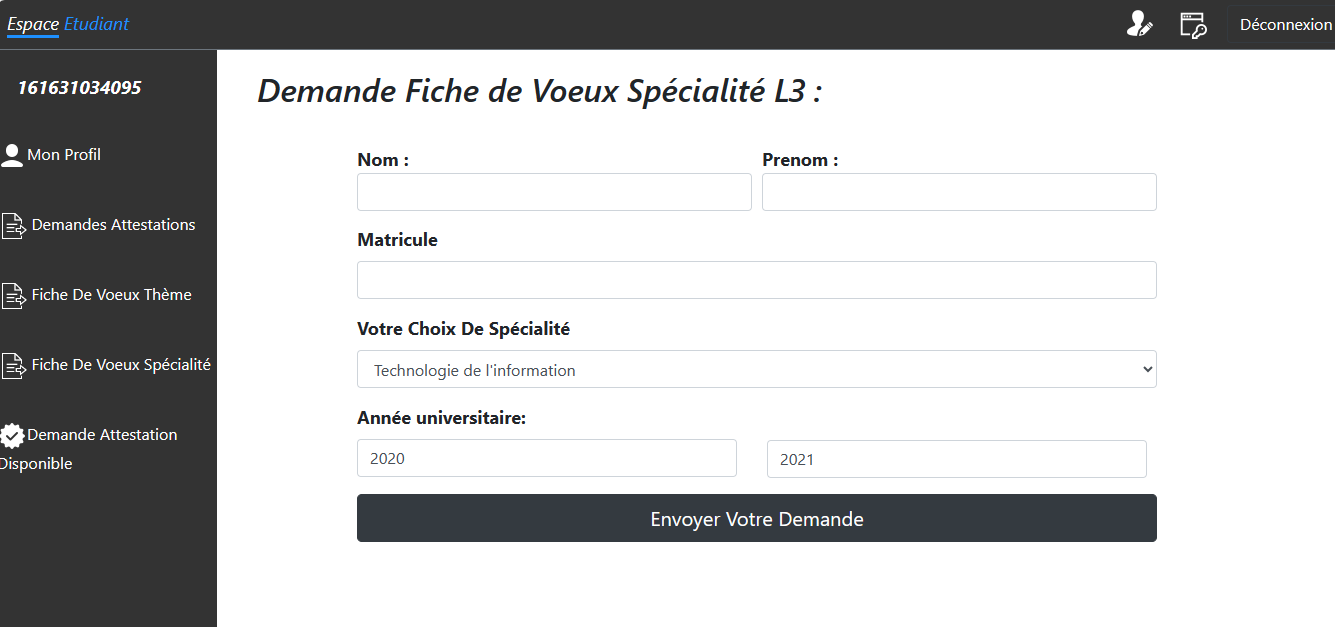 Espace Etudiant
Déconnexion
161631034095
Mon Profil
Demandes Attestations
Fiche De Voeux Thème
Fiche De Voeux Spécialité
Demande Attestation
Disponible
Demande Fiche de Voeux Spécialité L3 :
Nom :
Prenom :
Matricule
Votre Choix De Spécialité
Technologie de l'information
Année universitaire:
2020
2021
Envoyer Votre Demande